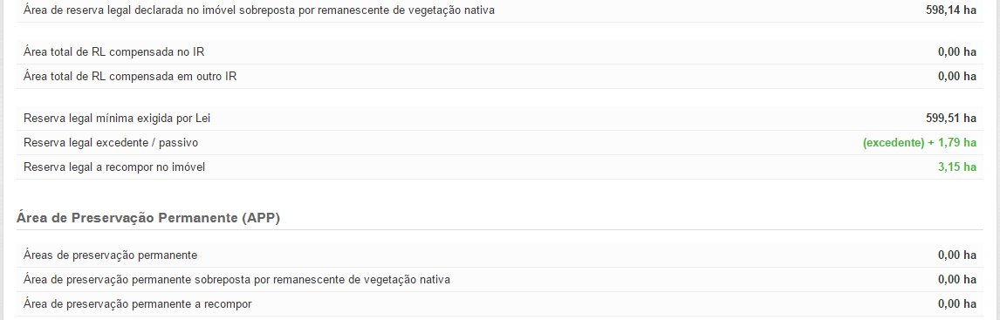 Área de reserva legal declarada no imóvel sobreposta por remanescente de vegetação nativa 598,14 ha
Área total de RL compensada no IR 0,00 ha
Área total de RL compensada em outro IR 0,00 ha
Reserva legal mínima exigida por Lei 599,51 ha
Reserva legal excedente / passivo (excedente) + 1,79 ha
Reserva legal a recompor no imóvel 3,15 ha
Área de Preservação Permanente (APP)
Áreas de preservação permanente 0,00 ha
Área de preservação permanente sobreposta por remanescente de vegetação nativa 0,00 ha
Área de preservação permanente a recompor 0,00 ha